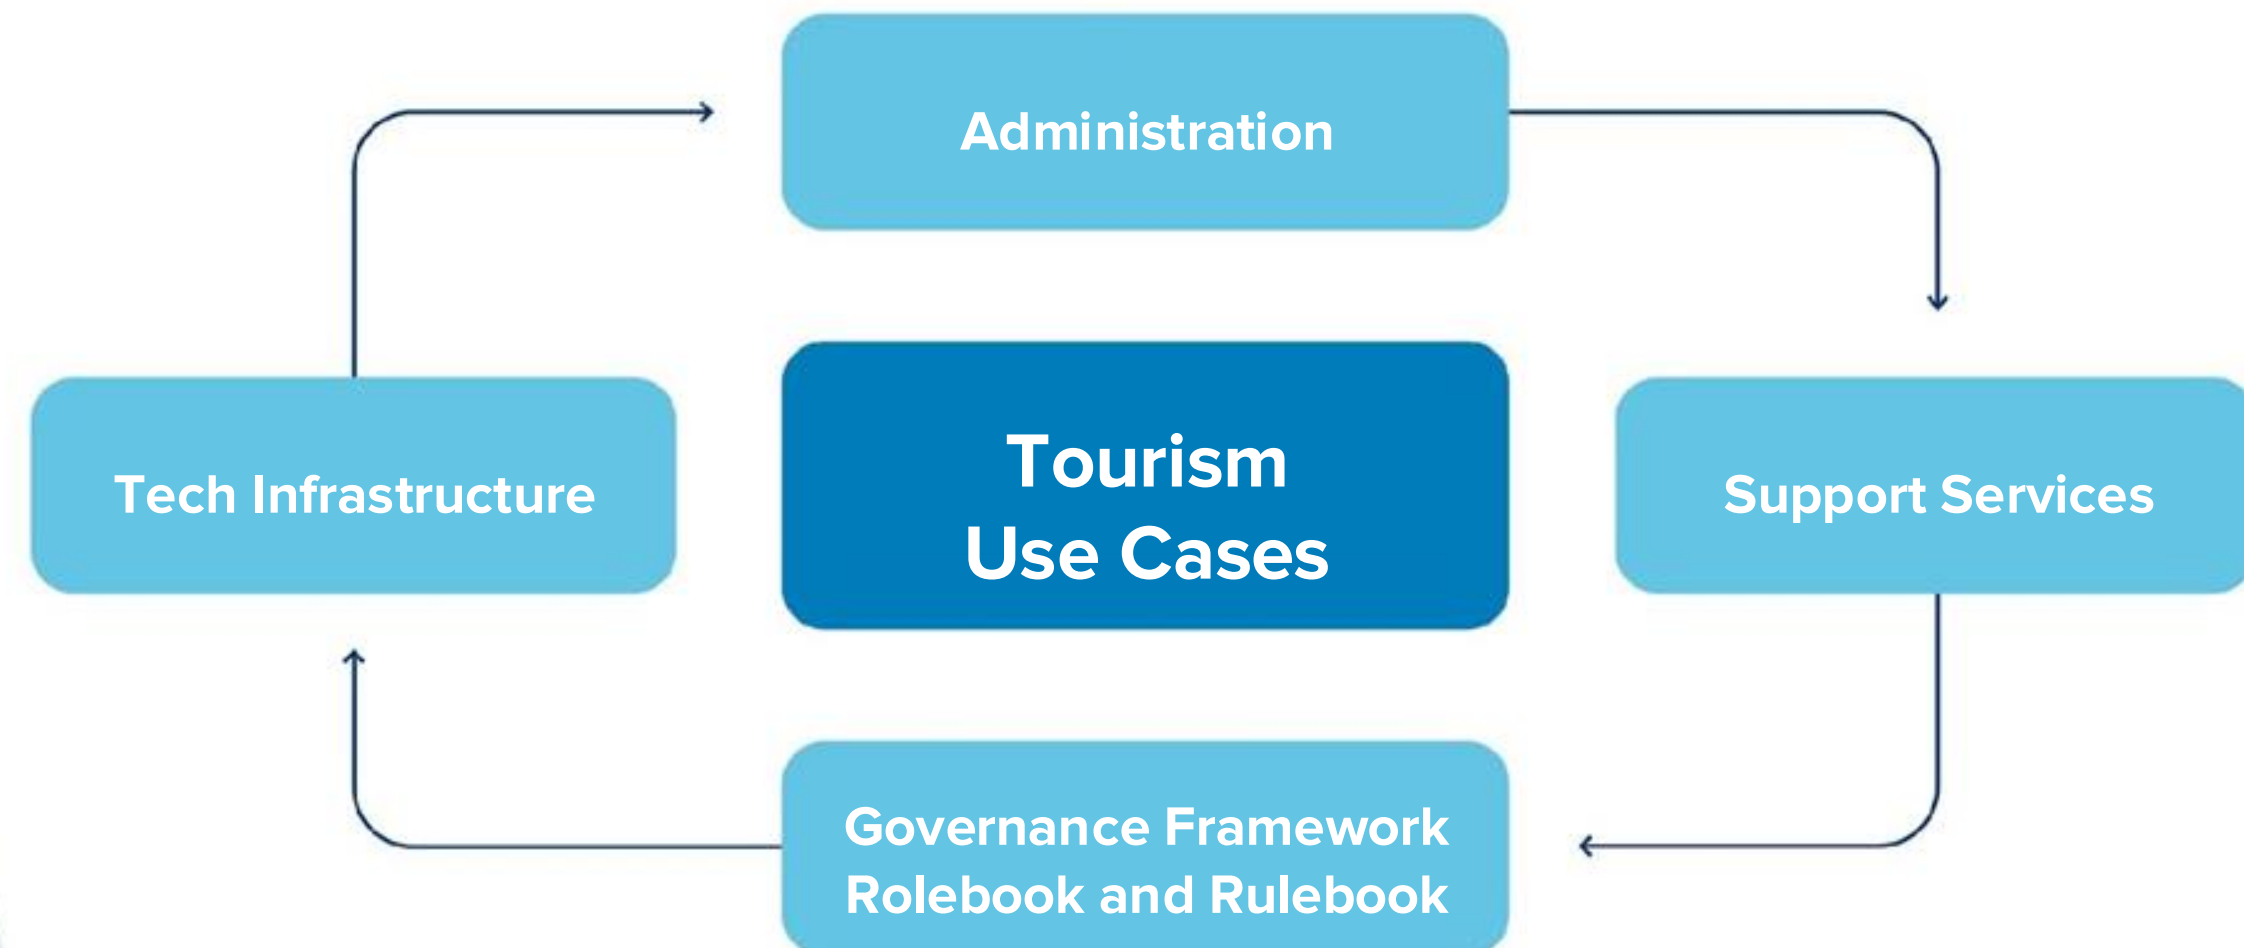 Administration
Tech Infrastructure
Tourism
Use Cases
Support Services
Governance Framework
Rolebook and Rulebook